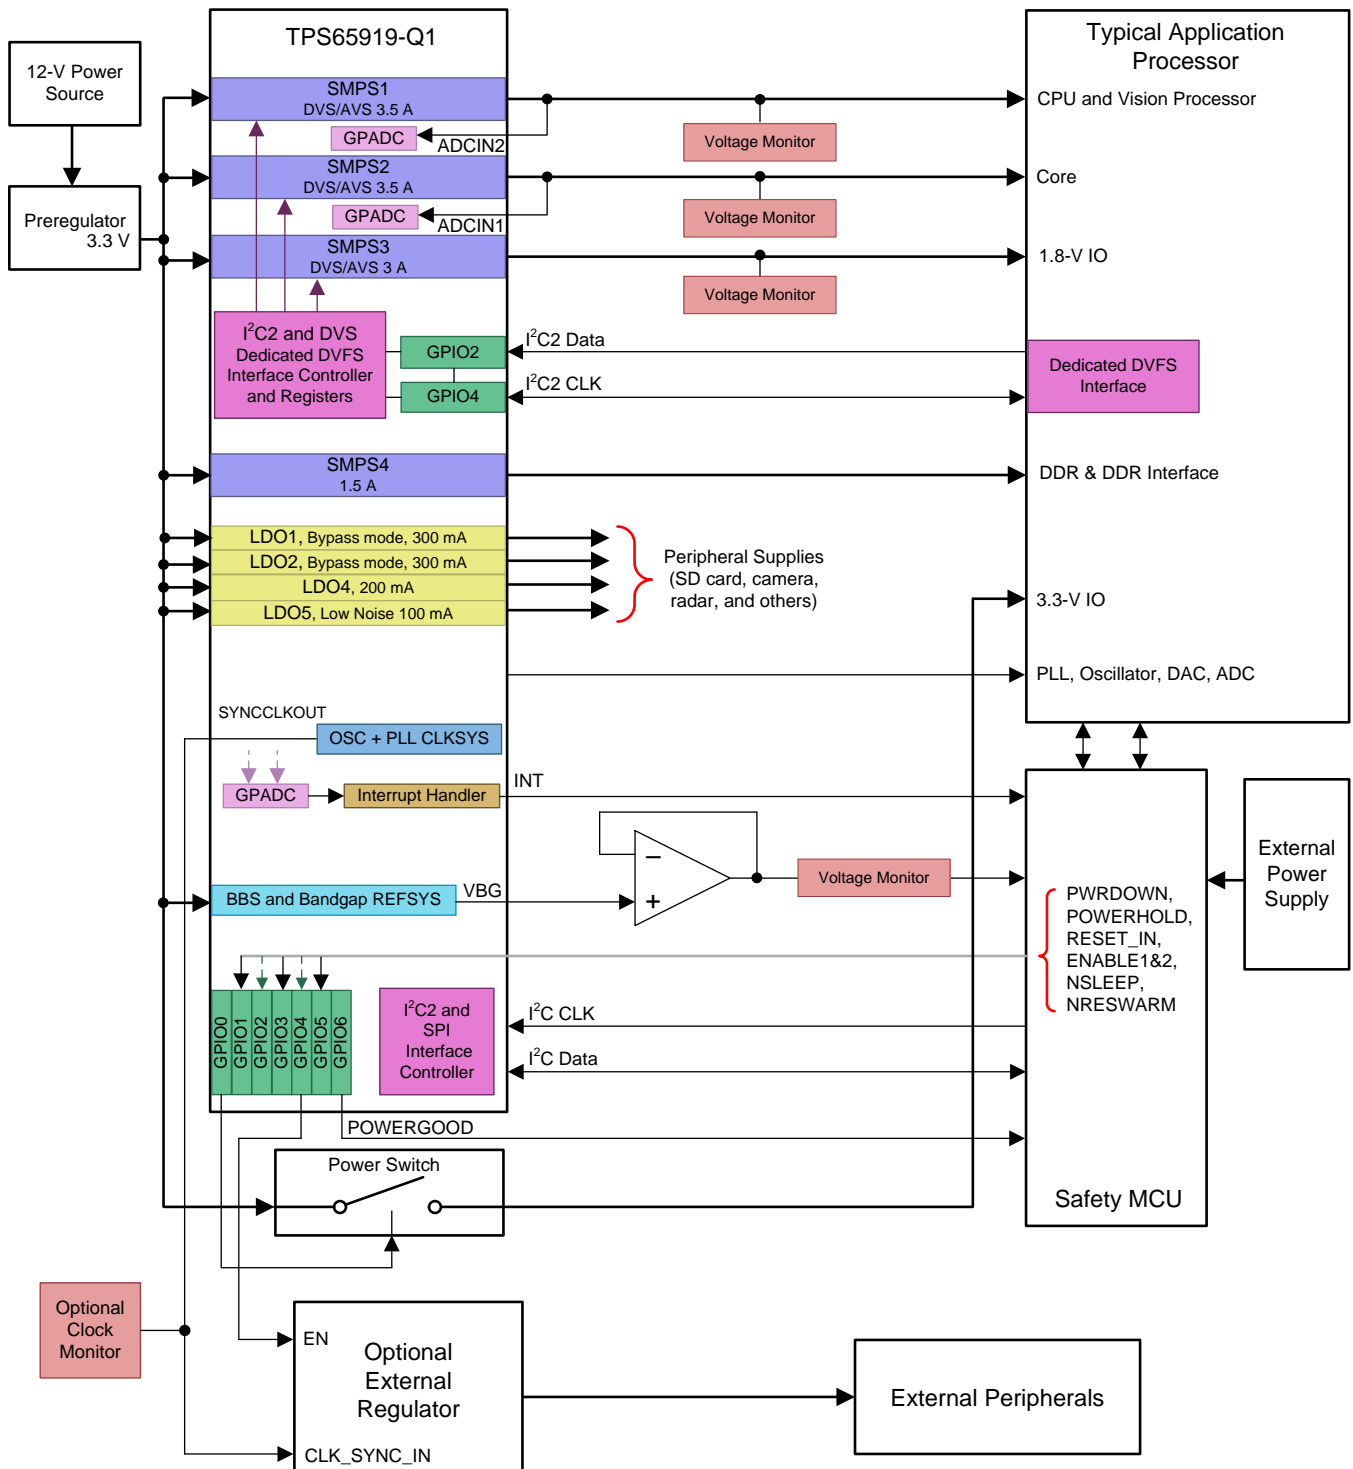 TPS65919-Q1
Typical Application
Processor
12-V Power
Source
Preregulator
3.3 V
SMPS1
DVS/AVS 3.5 A
GPADC
ADCIN2
Voltage Monitor
CPU and Vision Processor
SMPS2
DVS/AVS 3.5 A
GPADC
ADCIN1
Voltage Monitor
Core
SMPS3
DVS/AVS 3 A
Voltage Monitor
1.8-V IO
I²C2 and DVS
Dedicated DVFS
Interface Controller
and Registers
GPIO2
GPIO4
I²C2 Data
I²C2 CLK
Dedicated DVFS
Interface
SMPS4
1.5 A
DDR & DDR Interface
LDO1, Bypass mode, 300 mA
LDO2, Bypass mode, 300 mA
LDO4, 200 mA
LDO5, Low Noise 100 mA
Peripheral Supplies
(SD card, camera,
radar, and others)
3.3-V IO
PLL, Oscillator, DAC, ADC
SYNCCLKOUT
OSC + PLL CLKSYS
GPADC
Interrupt Handler
INT
BBS and Bandgap REFSYS
VBG
−
+
Voltage Monitor
External
Power
Supply
PWRDOWN,
POWERHOLD,
RESET_IN,
ENABLE1&2,
NSLEEP,
NRESWARM
GPIO0
GPIO1
GPIO2
GPIO3
GPIO4
GPIO5
GPIO6
I²C2 and
SPI
Interface
Controller
I²C CLK
I²C Data
POWERGOOD
Power Switch
Safety MCU
Optional
Clock
Monitor
EN
Optional
External
Regulator
CLK_SYNC_IN
External Peripherals